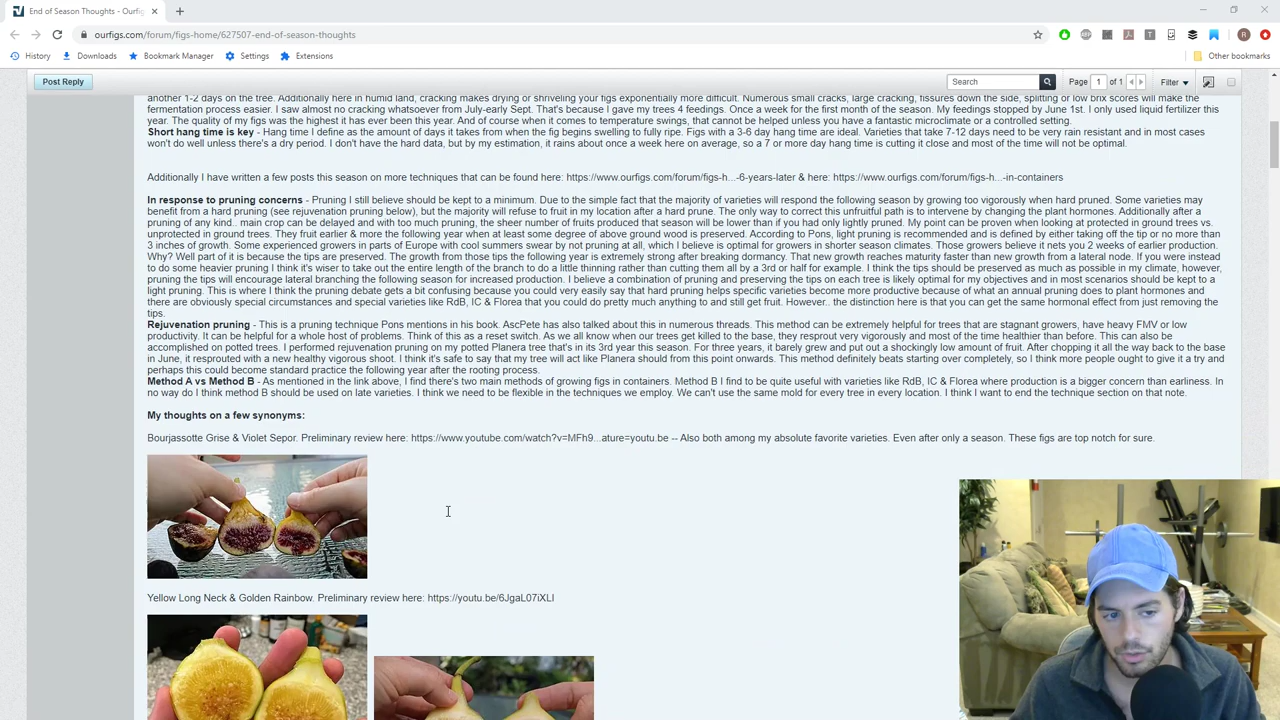 End of Season Thoughts - Ourfigs
ourfigs.com/forum/figs-home/627507-end-of-season-thoughts
History Downloads Bookmark Manager Settings Extensions Other bookmarks
Post Reply Search Page 1 of 1 Filter
another 1-2 days on the tree. Additionally here in humid land, cracking makes drying or shriveling your figs exponentially more difficult. Numerous small cracks, large cracking, fissures down the side, splitting or low brix scores will make the
fermentation process easier. I saw almost no cracking whatsoever from July-early Sept. That's because I gave my trees 4 feedings. Once a week for the first month of the season. My feedings stopped by June 1st. I only used liquid fertilizer this
year. The quality of my figs was the highest it has ever been this year. And of course when it comes to temperature swings, that cannot be helped unless you have a fantastic microclimate or a controlled setting.
Short hang time is key - Hang time I define as the amount of days it takes from when the fig begins swelling to fully ripe. Figs with a 3-6 day hang time are ideal. Varieties that take 7-12 days need to be very rain resistant and in most cases
won't do well unless there's a dry period. I don't have the hard data, but by my estimation, it rains about once a week here on average, so a 7 or more day hang time is cutting it close and most of the time will not be optimal.
Additionally I have written a few posts this season on more techniques that can be found here: https://www.ourfigs.com/forum/figs-h...-6-years-later & here: https://www.ourfigs.com/forum/figs-h...-in-containers
In response to pruning concerns - Pruning I still believe should be kept to a minimum. Due to the simple fact that the majority of varieties will respond the following season by growing too vigorously when hard pruned. Some varieties may
benefit from a hard pruning (see rejuvenation pruning below), but the majority will refuse to fruit in my location after a hard prune. The only way to correct this unfruitful path is to intervene by changing the plant hormones. Additionally after a
pruning of any kind.. main crop can be delayed and with too much pruning, the sheer number of fruits produced that season will be lower than if you had only lightly pruned. My point can be proven when looking at protected in ground trees vs.
unprotected in ground trees. They fruit earlier & more the following year when at least some degree of above ground wood is preserved. According to Pons, light pruning is recommended and is defined by either taking off the tip or no more than
3 inches of growth. Some experienced growers in parts of Europe with cool summers swear by not pruning at all, which I believe is optimal for growers in shorter season climates. Those growers believe it nets you 2 weeks of earlier production.
Why? Well part of it is because the tips are preserved. The growth from those tips the following year is extremely strong after breaking dormancy. That new growth reaches maturity faster than new growth from a lateral node. If you were instead
to do some heavier pruning I think it's wiser to take out the entire length of the branch to do a little thinning rather than cutting them all by a 3rd or half for example. I think the tips should be preserved as much as possible in my climate, however,
pruning the tips will encourage lateral branching the following season for increased production. I believe a combination of pruning and preserving the tips on each tree is likely optimal for my objectives and in most scenarios should be kept to a
light pruning. This is where I think the pruning debate gets a bit confusing because you could very easily say that hard pruning helps specific varieties become more productive because of what an annual pruning does to plant hormones and
there are obviously special circumstances and special varieties like RdB, IC & Florea that you could do pretty much anything to and still get fruit. However.. the distinction here is that you can get the same hormonal effect from just removing the
tips.
Rejuvenation pruning - This is a pruning technique Pons mentions in his book. AscPete has also talked about this in numerous threads. This method can be extremely helpful for trees that are stagnant growers, have heavy FMV or low
productivity. It can be helpful for a whole host of problems. Think of this as a reset switch. As we all know when our trees get killed to the base, they resprout very vigorously and most of the time healthier than before. This can also be
accomplished on potted trees. I performed rejuvenation pruning on my potted Planera tree that's in its 3rd year this season. For three years, it barely grew and put out a shockingly low amount of fruit. After chopping it all the way back to the base
in June, it resprouted with a new healthy vigorous shoot. I think it's safe to say that my tree will act like Planera should from this point onwards. This method definitely beats starting over completely, so I think more people ought to give it a try and
perhaps this could become standard practice the following year after the rooting process.
Method A vs Method B - As mentioned in the link above, I find there's two main methods of growing figs in containers. Method B I find to be quite useful with varieties like RdB, IC & Florea where production is a bigger concern than earliness. In
no way do I think method B should be used on late varieties. I think we need to be flexible in the techniques we employ. We can't use the same mold for every tree in every location. I think I want to end the technique section on that note.
My thoughts on a few synonyms:
Bourjassotte Grise & Violet Sepor. Preliminary review here: https://www.youtube.com/watch?v=MFh9...ature=youtu.be -- Also both among my absolute favorite varieties. Even after only a season. These figs are top notch for sure.
Yellow Long Neck & Golden Rainbow. Preliminary review here: https://youtu.be/6JgaL07iXLI